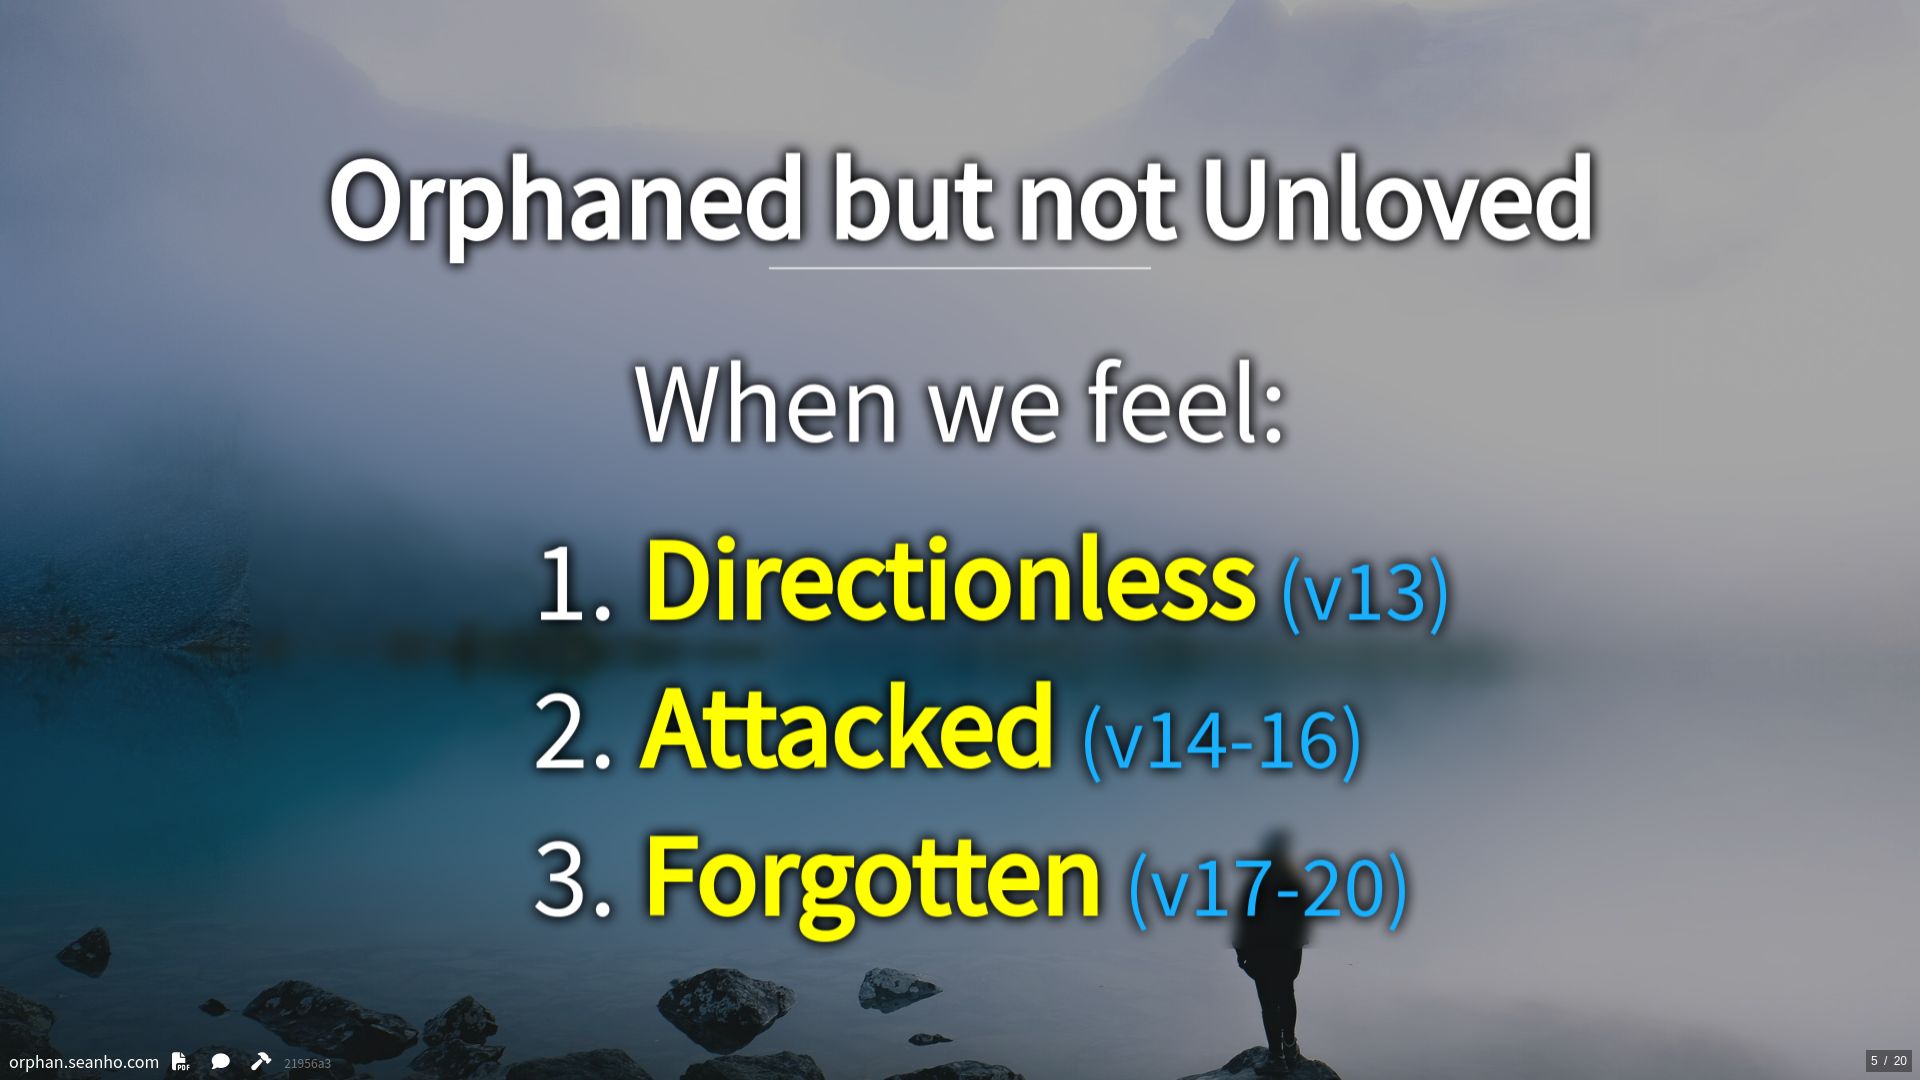 Orphaned but not Unloved
When we feel:
1. Directionless (v13)
2. Attacked (v14-16)
3. Forgotten (v17-20)
orphan.seanho.com PDF 21956a3
5 / 20